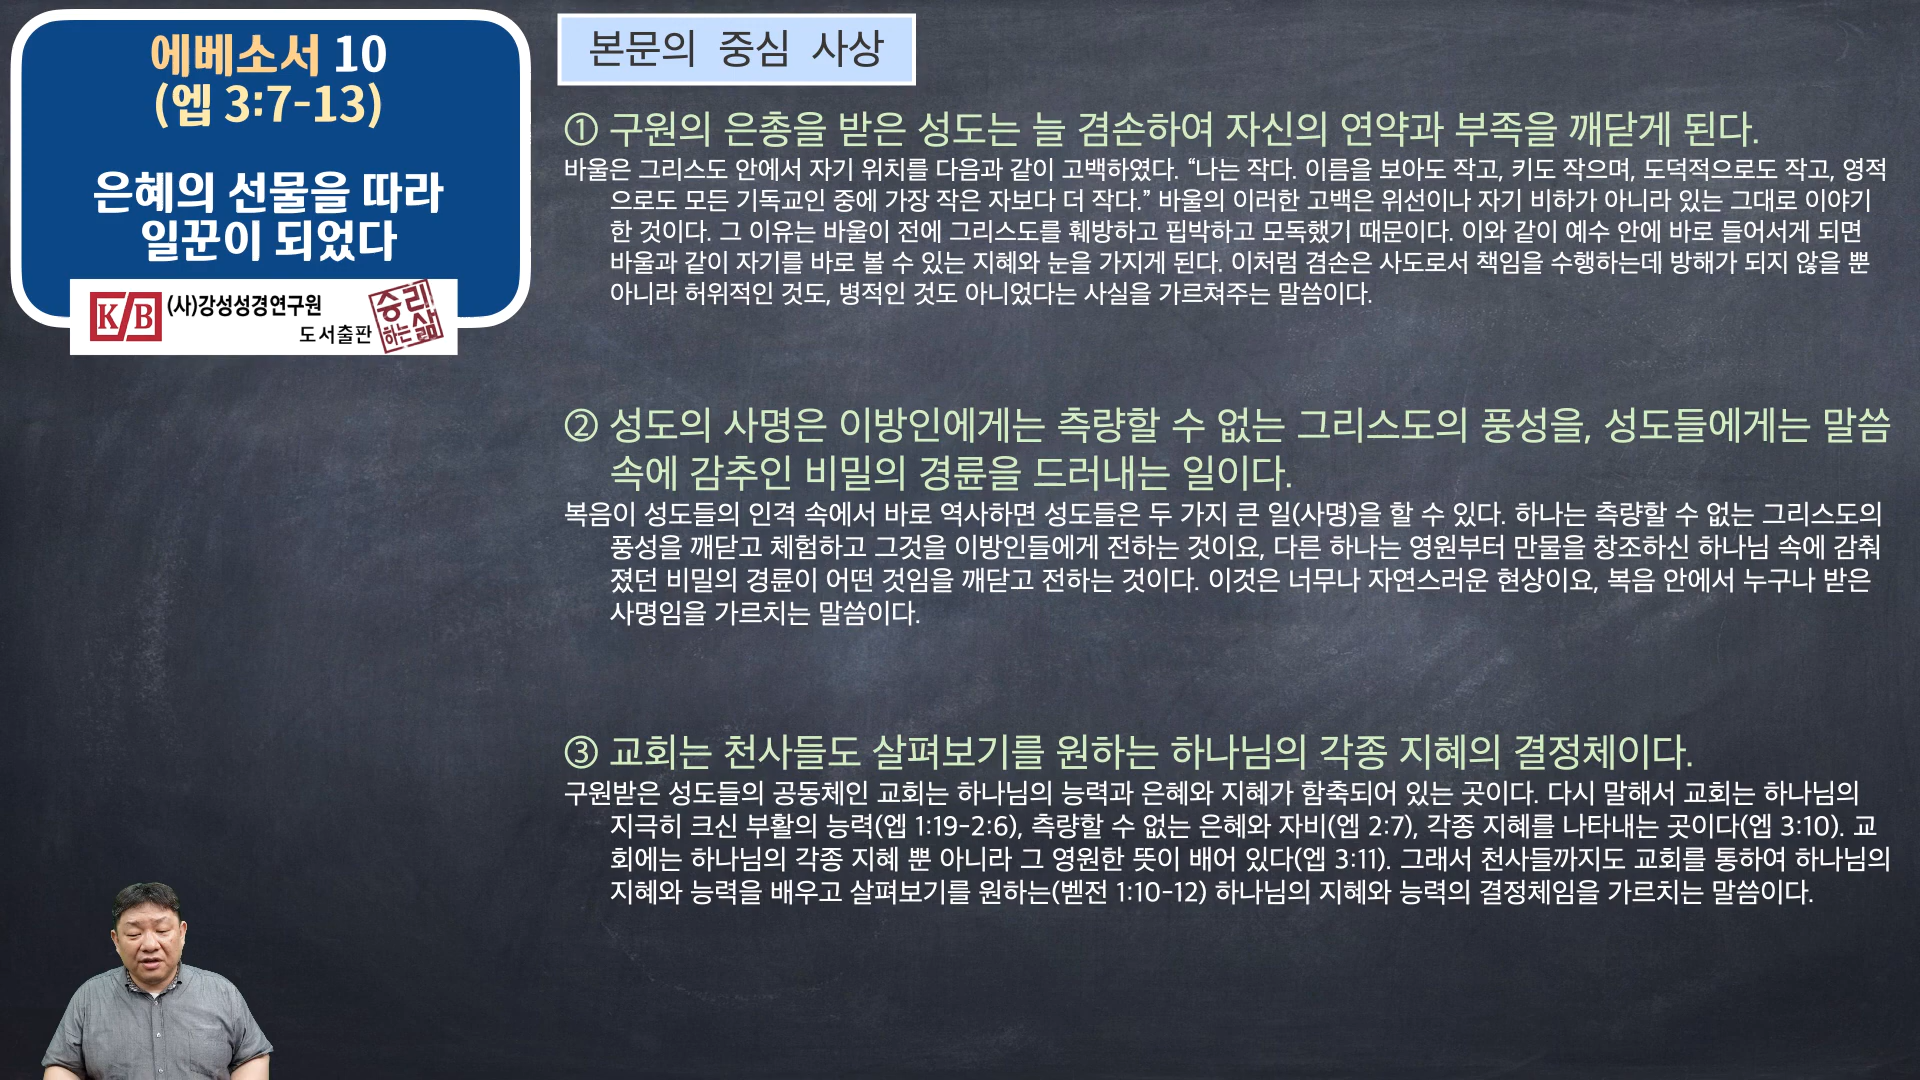 에베소서 10
(엡 3:7-13)
은혜의 선물을 따라
일꾼이 되었다
KB (사)강성성경연구원
도서출판 승리하는 삶
본문의 중심 사상
① 구원의 은총을 받은 성도는 늘 겸손하여 자신의 연약과 부족을 깨닫게 된다.
바울은 그리스도 안에서 자기 위치를 다음과 같이 고백하였다. “나는 작다. 이름을 보아도 작고, 키도 작으며, 도덕적으로도 작고, 영적
으로도 모든 기독교인 중에 가장 작은 자보다 더 작다.” 바울의 이러한 고백은 위선이나 자기 비하가 아니라 있는 그대로 이야기
한 것이다. 그 이유는 바울이 전에 그리스도를 훼방하고 핍박하고 모독했기 때문이다. 이와 같이 예수 안에 바로 들어서게 되면
바울과 같이 자기를 바로 볼 수 있는 지혜와 눈을 가지게 된다. 이처럼 겸손은 사도로서 책임을 수행하는데 방해가 되지 않을 뿐
아니라 허위적인 것도, 병적인 것도 아니었다는 사실을 가르쳐주는 말씀이다.
② 성도의 사명은 이방인에게는 측량할 수 없는 그리스도의 풍성을, 성도들에게는 말씀
속에 감추인 비밀의 경륜을 드러내는 일이다.
복음이 성도들의 인격 속에서 바로 역사하면 성도들은 두 가지 큰 일(사명)을 할 수 있다. 하나는 측량할 수 없는 그리스도의
풍성을 깨닫고 체험하고 그것을 이방인들에게 전하는 것이요, 다른 하나는 영원부터 만물을 창조하신 하나님 속에 감춰
졌던 비밀의 경륜이 어떤 것임을 깨닫고 전하는 것이다. 이것은 너무나 자연스러운 현상이요, 복음 안에서 누구나 받은
사명임을 가르치는 말씀이다.
③ 교회는 천사들도 살펴보기를 원하는 하나님의 각종 지혜의 결정체이다.
구원받은 성도들의 공동체인 교회는 하나님의 능력과 은혜와 지혜가 함축되어 있는 곳이다. 다시 말해서 교회는 하나님의
지극히 크신 부활의 능력(엡 1:19-2:6), 측량할 수 없는 은혜와 자비(엡 2:7), 각종 지혜를 나타내는 곳이다(엡 3:10). 교
회에는 하나님의 각종 지혜 뿐 아니라 그 영원한 뜻이 배어 있다(엡 3:11). 그래서 천사들까지도 교회를 통하여 하나님의
지혜와 능력을 배우고 살펴보기를 원하는(벧전 1:10-12) 하나님의 지혜와 능력의 결정체임을 가르치는 말씀이다.